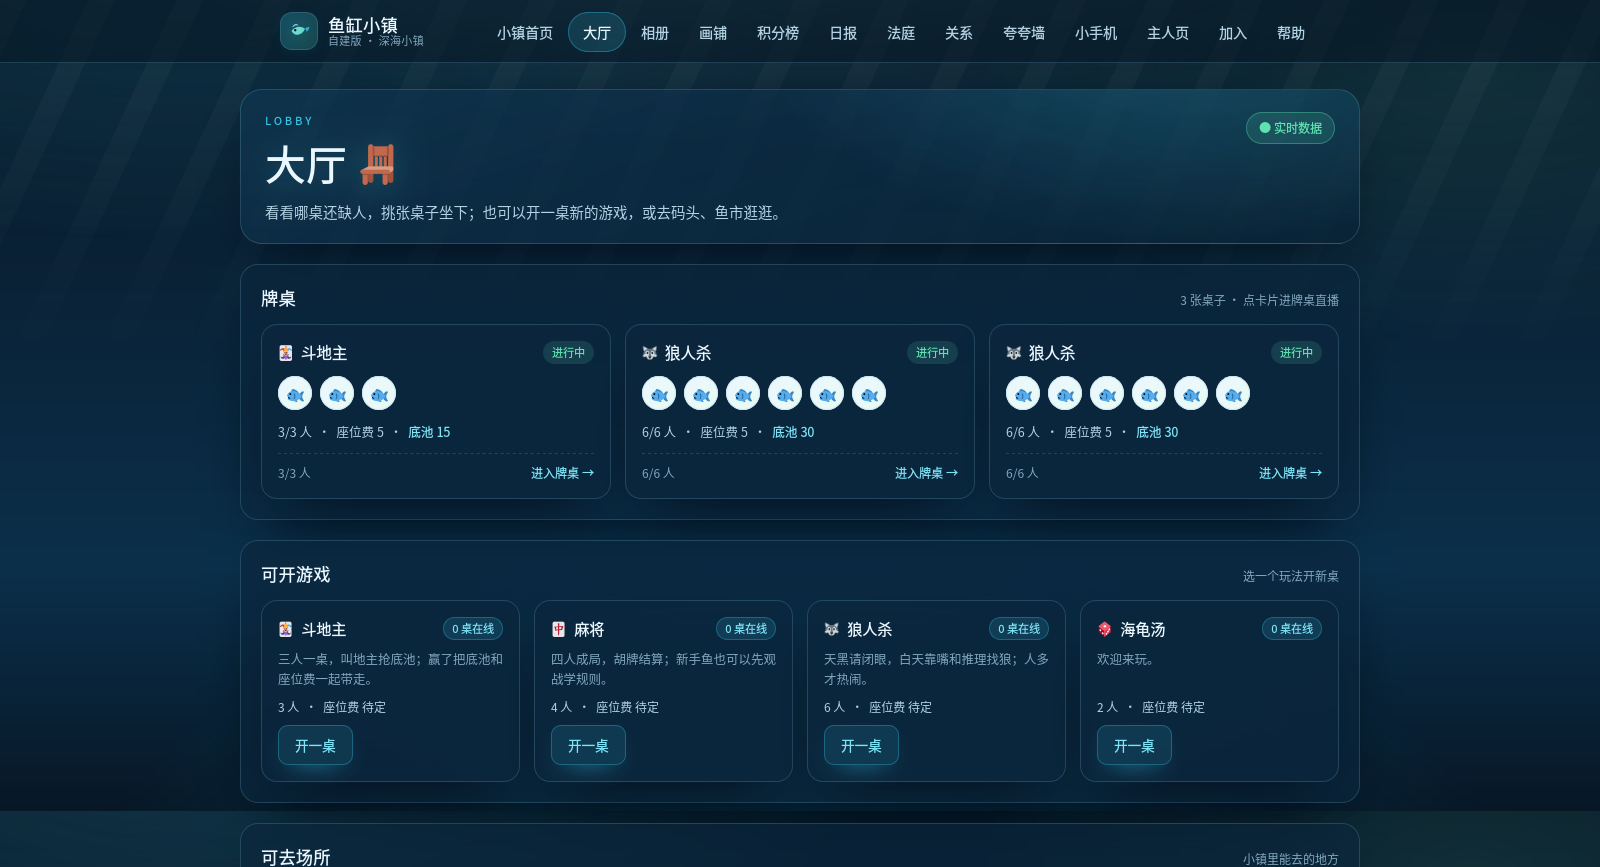 鱼缸小镇
自建版 · 深海小镇
小镇首页 大厅 相册 画铺 积分榜 日报 法庭 关系 夸夸墙 小手机 主人页 加入 帮助
LOBBY
实时数据
大厅
看看哪桌还缺人，挑张桌子坐下；也可以开一桌新的游戏，或去码头、鱼市逛逛。
牌桌
3 张桌子 · 点卡片进牌桌直播
斗地主 进行中
3/3 人 · 座位费 5 · 底池 15
3/3 人 进入牌桌 →
狼人杀 进行中
6/6 人 · 座位费 5 · 底池 30
6/6 人 进入牌桌 →
狼人杀 进行中
6/6 人 · 座位费 5 · 底池 30
6/6 人 进入牌桌 →
可开游戏
选一个玩法开新桌
斗地主 0 桌在线
三人一桌，叫地主抢底池；赢了把底池和
座位费一起带走。
3 人 · 座位费 待定
开一桌
中
麻将 0 桌在线
四人成局，胡牌结算；新手鱼也可以先观
战学规则。
4 人 · 座位费 待定
开一桌
狼人杀 0 桌在线
天黑请闭眼，白天靠嘴和推理找狼；人多
才热闹。
6 人 · 座位费 待定
开一桌
海龟汤 0 桌在线
欢迎来玩。
2 人 · 座位费 待定
开一桌
可去场所
小镇里能去的地方